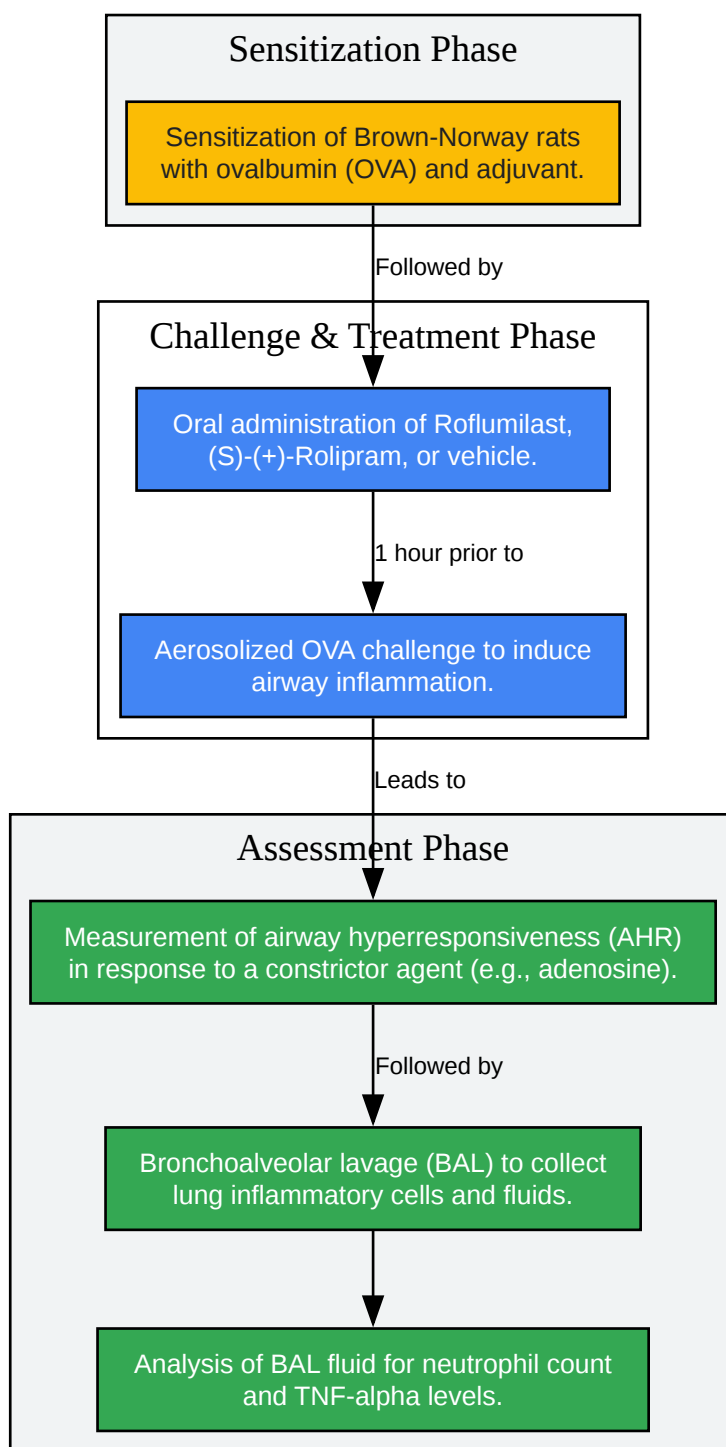 Sensitization Phase
Sensitization of Brown-Norway rats
with ovalbumin (OVA) and adjuvant.
Followed by
Challenge & Treatment Phase
Oral administration of Roflumilast,
(S)-(+)-Rolipram, or vehicle.
1 hour prior to
Aerosolized OVA challenge to induce
airway inflammation.
Leads to
Assessment Phase
Measurement of airway hyperresponsiveness (AHR)
in response to a constrictor agent (e.g., adenosine).
Followed by
Bronchoalveolar lavage (BAL) to collect
lung inflammatory cells and fluids.
Analysis of BAL fluid for neutrophil count
and TNF-alpha levels.